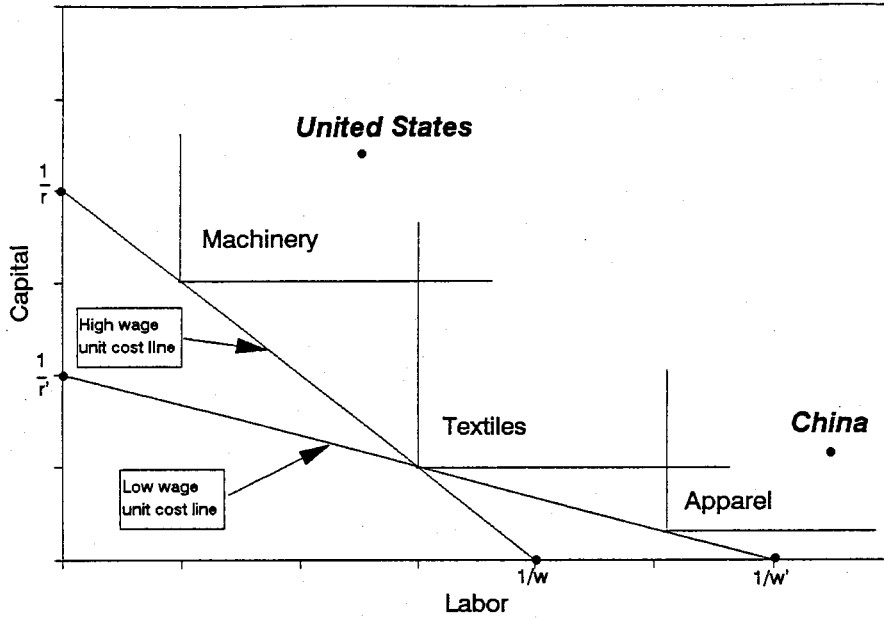 United States
1
r
Machinery
Capital
High wage
unit cost line
1
r'
Textiles
China
Low wage
unit cost line
Apparel
1/w
1/w'
Labor